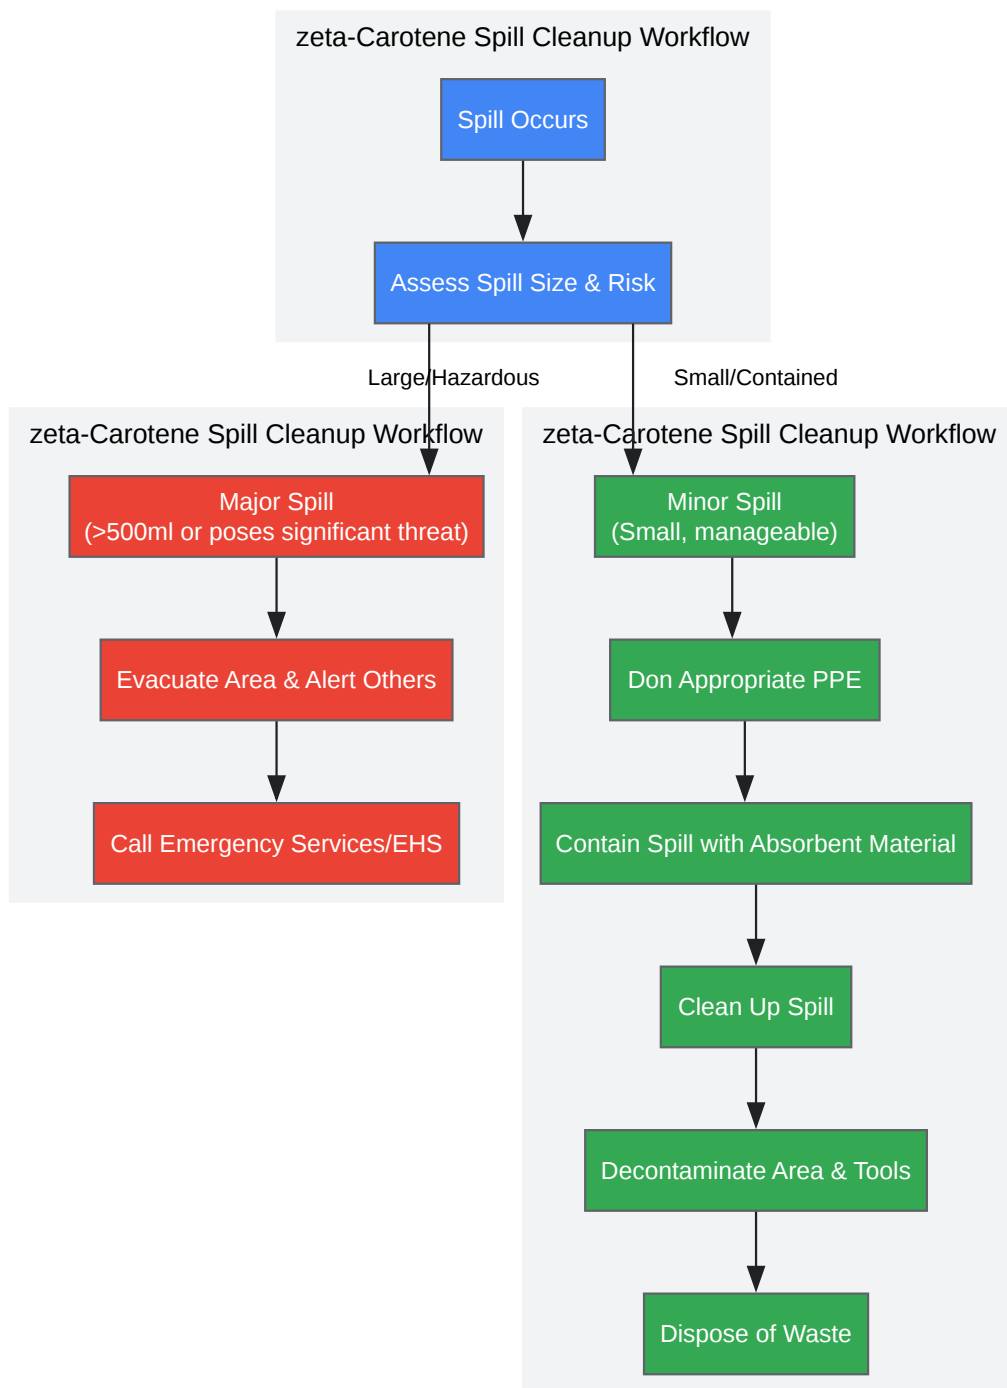 zeta-Carotene Spill Cleanup Workflow
Spill Occurs
Assess Spill Size & Risk
Large/Hazardous
Small/Contained
zeta-Carotene Spill Cleanup Workflow
Major Spill
(>500ml or poses significant threat)
Evacuate Area & Alert Others
Call Emergency Services/EHS
zeta-Carotene Spill Cleanup Workflow
Minor Spill
(Small, manageable)
Don Appropriate PPE
Contain Spill with Absorbent Material
Clean Up Spill
Decontaminate Area & Tools
Dispose of Waste